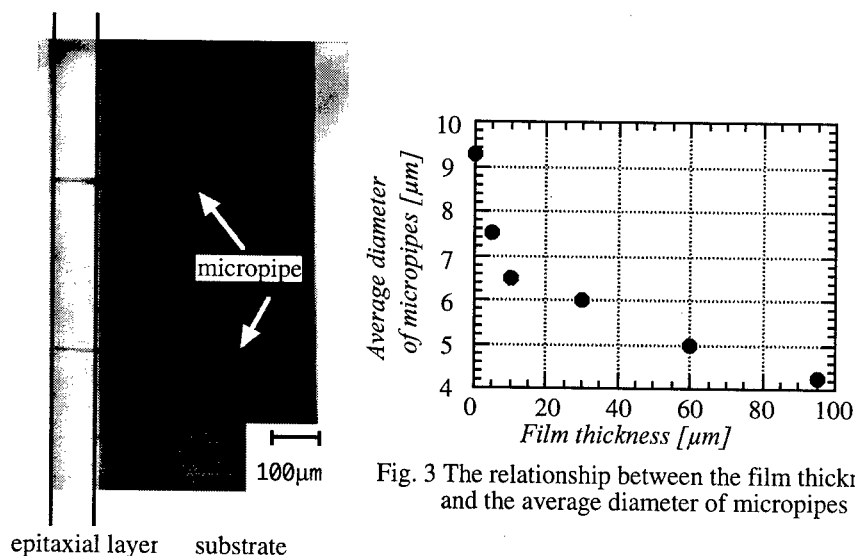 micropipe
100µm
epitaxial layer substrate
10
9
8
7
6
5
4
0 20 40 60 80 100
Average diameter
of micropipes [µm]
Film thickness [µm]
Fig. 3 The relationship between the film
and the average diameter of micropipes